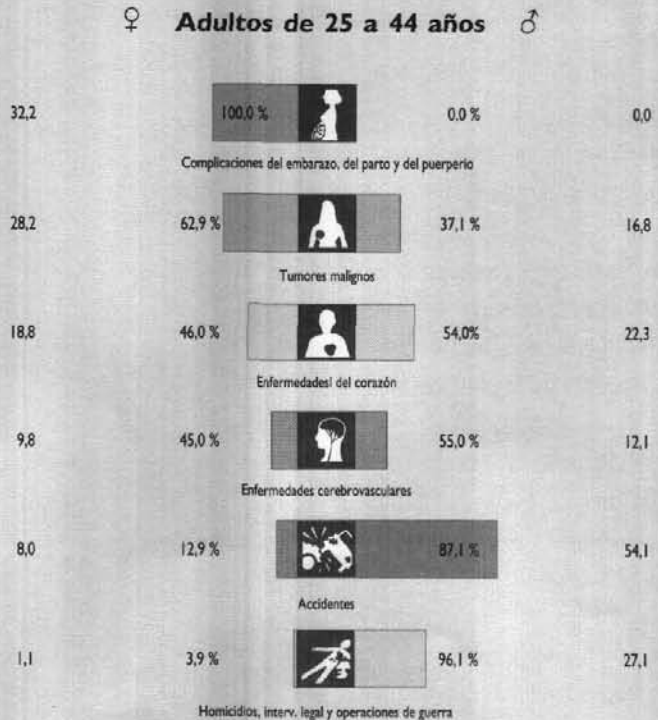 ♀ Adultos de 25 a 44 años ♂
32,2 100,0 % 0,0 % 0,0
Complicaciones del embarazo, del parto y del puerperio
28,2 62,9 % 37,1 % 16,8
Tumores malignos
18,8 46,0 % 54,0% 22,3
Enfermedadesl del corazón
9,8 45,0 % 55,0 % 12,1
Enfermedades cerebrovasculares
8,0 12,9 % 87,1 % 54,1
Accidentes
1,1 3,9 % 96,1 % 27,1
Homicidios, interv. legal y operaciones de guerra